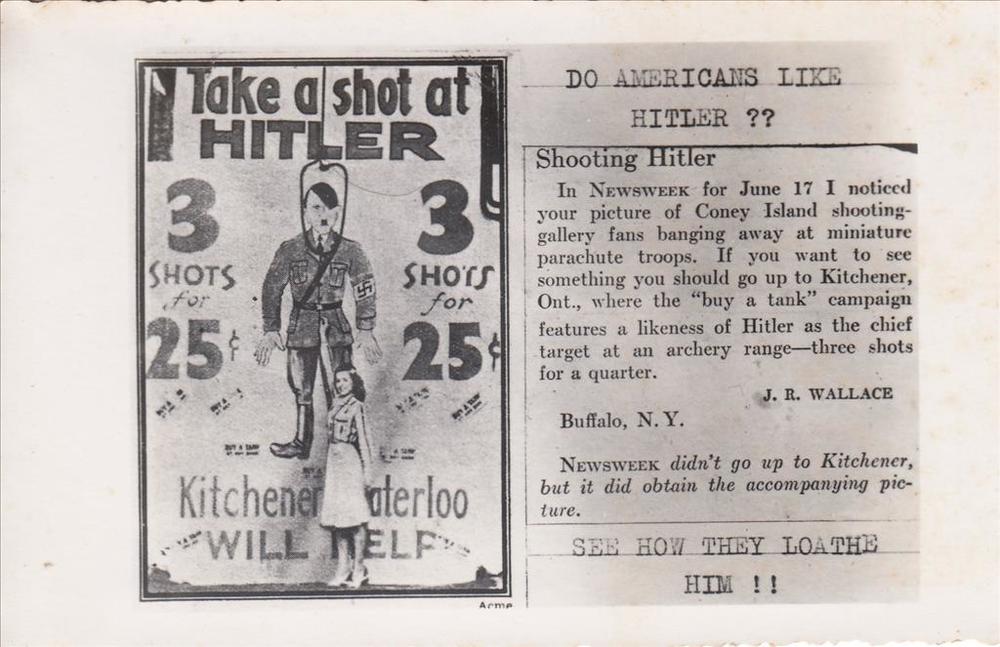 Take a shot at
HITLER
3
SHOTS
for
25¢
3
SHOTS
for
25¢
BUY A TANK
BUY A TANK
Kitchener Waterloo
WILL HELP
Acme
DO AMERICANS LIKE
HITLER ??
Shooting Hitler
In NEWSWEEK for June 17 I noticed
your picture of Coney Island shooting-
gallery fans banging away at miniature
parachute troops. If you want to see
something you should go up to Kitchener,
Ont., where the “buy a tank” campaign
features a likeness of Hitler as the chief
target at an archery range—three shots
for a quarter.
J. R. WALLACE
Buffalo, N. Y.
NEWSWEEK didn't go up to Kitchener,
but it did obtain the accompanying pic-
ture.
SEE HOW THEY LOATHE
HIM !!